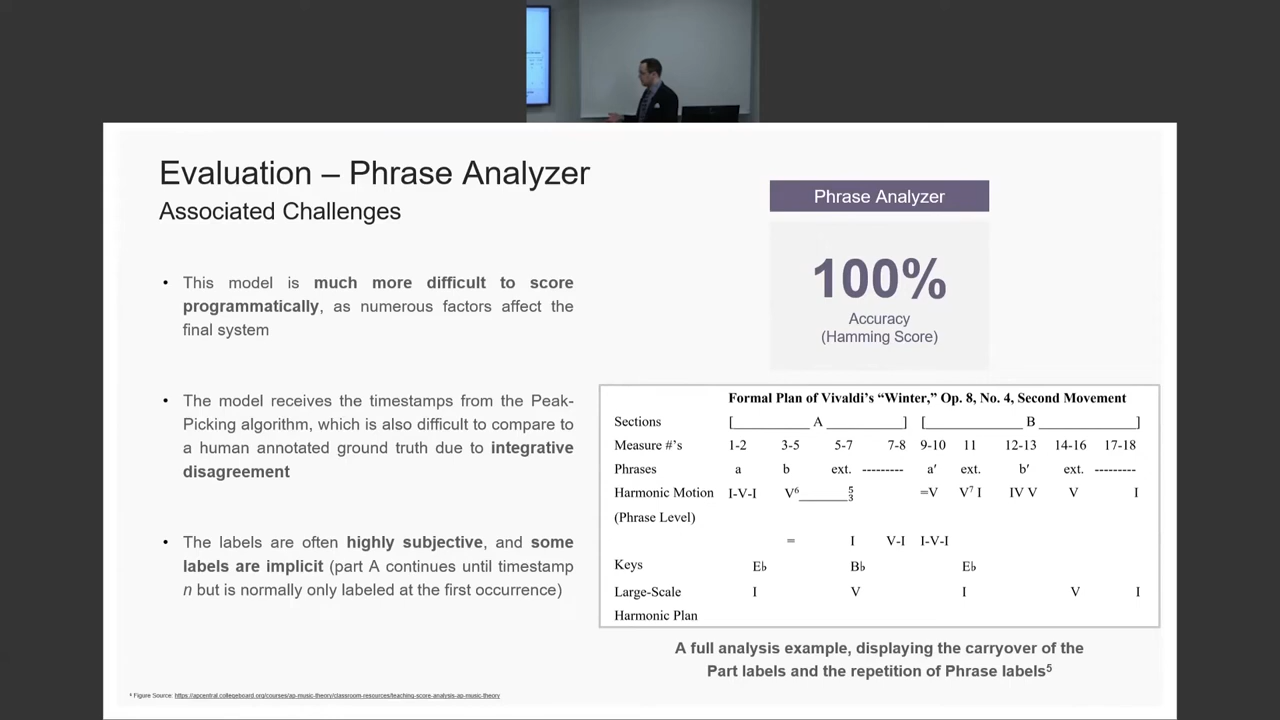 Evaluation – Phrase Analyzer
Associated Challenges
• This model is much more difficult to score
programmatically, as numerous factors affect the
final system
• The model receives the timestamps from the Peak-
Picking algorithm, which is also difficult to compare to
a human annotated ground truth due to integrative
disagreement
• The labels are often highly subjective, and some
labels are implicit (part A continues until timestamp
n but is normally only labeled at the first occurrence)
Phrase Analyzer
100%
Accuracy
(Hamming Score)
Formal Plan of Vivaldi's “Winter,” Op. 8, No. 4, Second Movement
Sections [__________ A __________] [__________ B __________]
Measure #'s 1-2 3-5 5-7 7-8 9-10 11 12-13 14-16 17-18
Phrases a b ext. --------- a′ ext. b′ ext. ---------
Harmonic Motion I-V-I V⁶_______5/3 =V V⁷ I IV V V I
(Phrase Level)
= I V-I I-V-I
Keys E♭ B♭ E♭
Large-Scale I V I V I
Harmonic Plan
A full analysis example, displaying the carryover of the
Part labels and the repetition of Phrase labels⁵
Figure Source: https://apcentral.collegeboard.org/courses/ap-music-theory/classroom-resources/teaching-score-analysis-ap-music-theory